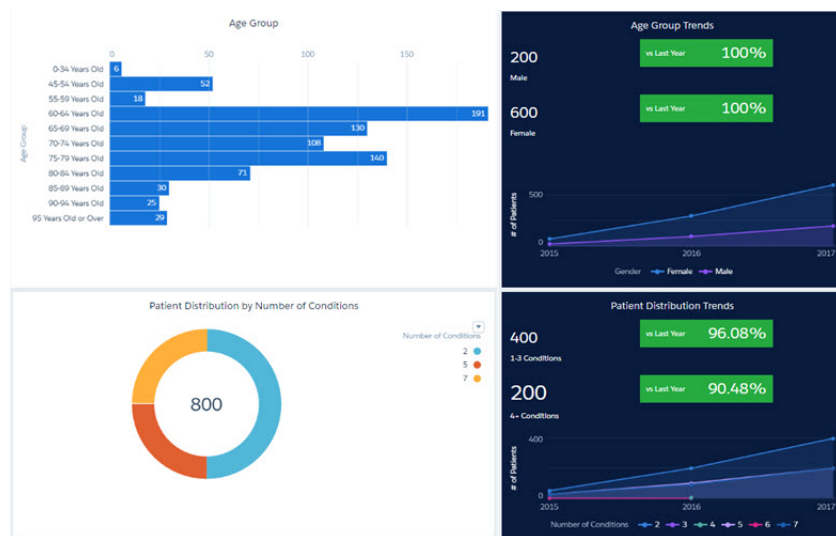 Age Group
0
50
100
150
0-34 Years Old
6
45-54 Years Old
52
55-59 Years Old
18
60-64 Years Old
191
65-69 Years Old
130
70-74 Years Old
108
75-79 Years Old
140
80-84 Years Old
71
85-89 Years Old
30
90-94 Years Old
25
95 Years Old or Over
29
Age Group
Age Group Trends
200
Male
vs Last Year
100%
600
Female
vs Last Year
100%
# of Patients
500
0
2015
2016
2017
Gender
Female
Male
Patient Distribution by Number of Conditions
Number of Conditions
2
5
7
800
Patient Distribution Trends
400
1-3 Conditions
vs Last Year
96.08%
200
4+ Conditions
vs Last Year
90.48%
# of Patients
400
0
2015
2016
2017
Number of Conditions
2
3
4
5
6
7